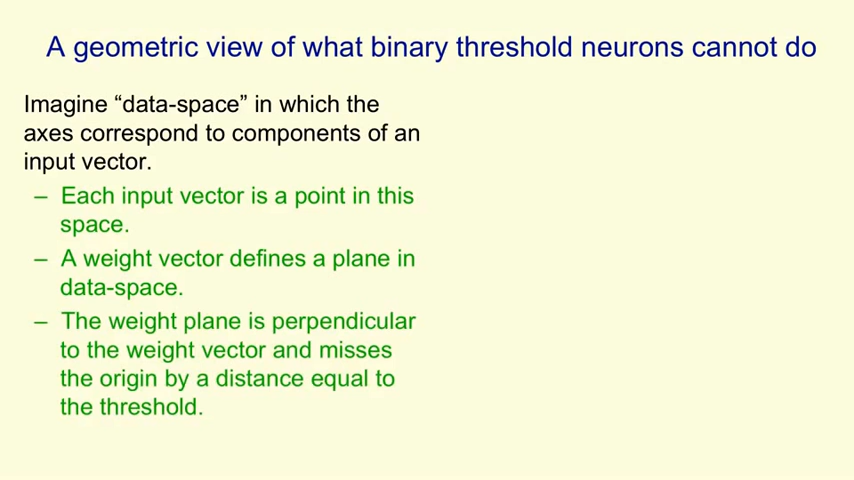 A geometric view of what binary threshold neurons cannot do
Imagine “data-space” in which the
axes correspond to components of an
input vector.
– Each input vector is a point in this
space.
– A weight vector defines a plane in
data-space.
– The weight plane is perpendicular
to the weight vector and misses
the origin by a distance equal to
the threshold.